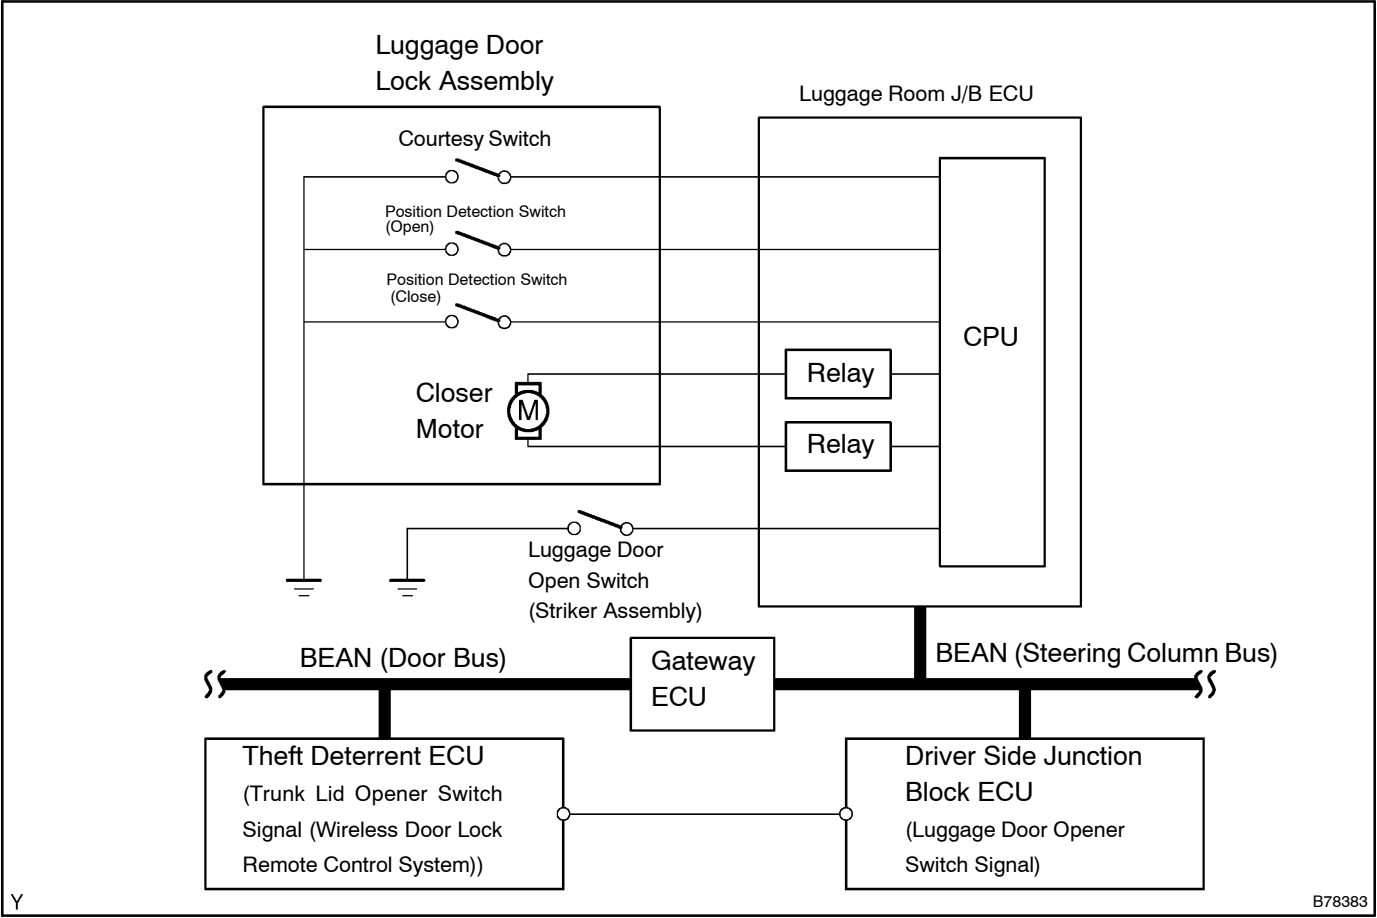 Luggage Door
Lock Assembly
Luggage Room J/B ECU
Courtesy Switch
Position Detection Switch
(Open)
Position Detection Switch
(Close)
CPU
Relay
Closer
Motor
M
Relay
Luggage Door
Open Switch
(Striker Assembly)
BEAN (Door Bus)
Gateway
ECU
BEAN (Steering Column Bus)
Theft Deterrent ECU
(Trunk Lid Opener Switch
Signal (Wireless Door Lock
Remote Control System))
Driver Side Junction
Block ECU
(Luggage Door Opener
Switch Signal)
Y
B78383